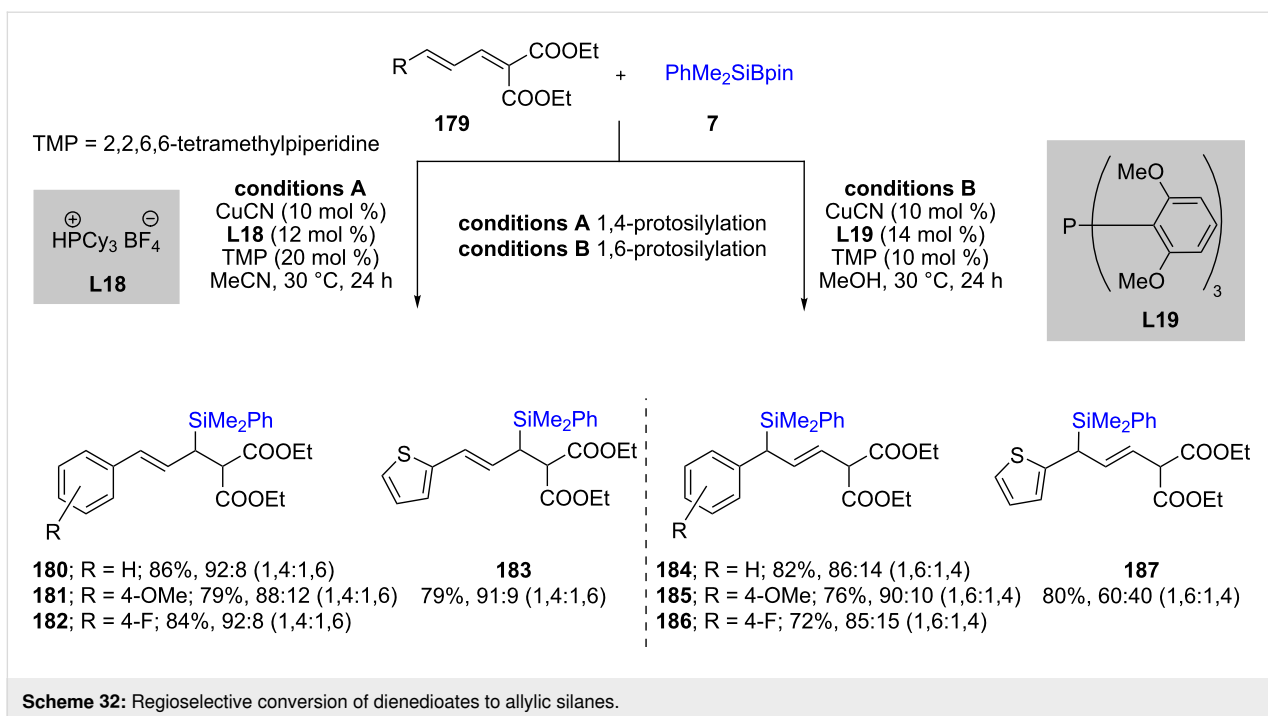 R
COOEt
COOEt
179
+
PhMe2SiBpin
7
TMP = 2,2,6,6-tetramethylpiperidine
⊕ ⊖
HPCy3 BF4
L18
conditions A
CuCN (10 mol %)
L18 (12 mol %)
TMP (20 mol %)
MeCN, 30 °C, 24 h
conditions A 1,4-protosilylation
conditions B 1,6-protosilylation
conditions B
CuCN (10 mol %)
L19 (14 mol %)
TMP (10 mol %)
MeOH, 30 °C, 24 h
MeO
P
MeO
3
L19
SiMe2Ph
COOEt
COOEt
R
180; R = H; 86%, 92:8 (1,4:1,6)
181; R = 4-OMe; 79%, 88:12 (1,4:1,6)
182; R = 4-F; 84%, 92:8 (1,4:1,6)
SiMe2Ph
S
COOEt
COOEt
183
79%, 91:9 (1,4:1,6)
SiMe2Ph
COOEt
COOEt
R
184; R = H; 82%, 86:14 (1,6:1,4)
185; R = 4-OMe; 76%, 90:10 (1,6:1,4)
186; R = 4-F; 72%, 85:15 (1,6:1,4)
SiMe2Ph
S
COOEt
COOEt
187
80%, 60:40 (1,6:1,4)
Scheme 32: Regioselective conversion of dienedioates to allylic silanes.